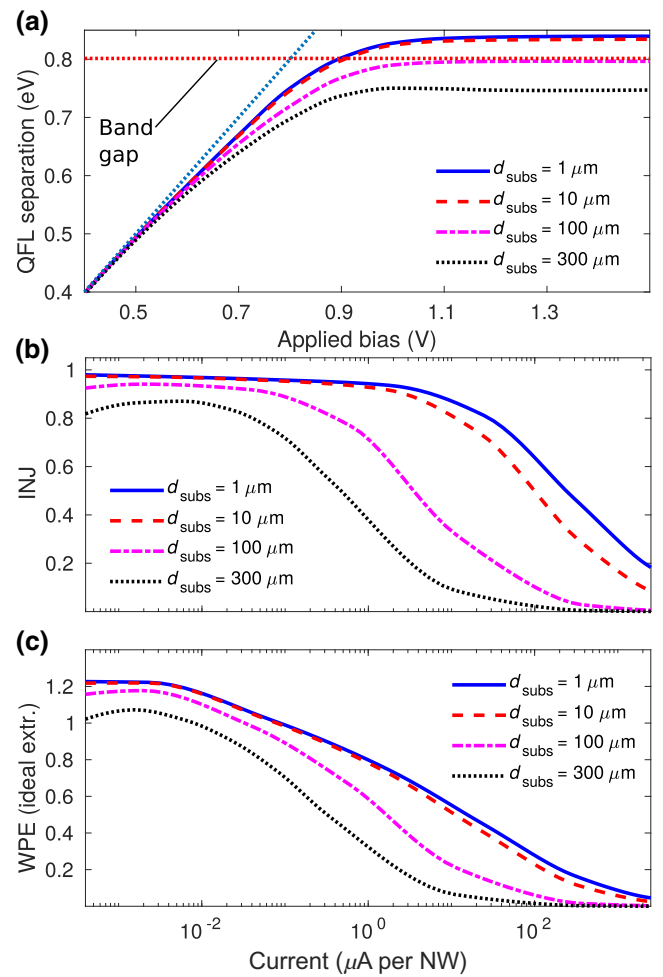 (a)
0.8
0.7
0.6
0.5
0.4
QFL separation (eV)
Band
gap
d_subs = 1 μm
d_subs = 10 μm
d_subs = 100 μm
d_subs = 300 μm
0.5 0.7 0.9 1.1 1.3
Applied bias (V)
(b)
1
0.8
0.6
0.4
0.2
INJ
d_subs = 1 μm
d_subs = 10 μm
d_subs = 100 μm
d_subs = 300 μm
(c)
1.2
1
0.8
0.6
0.4
0.2
WPE (ideal extr.)
d_subs = 1 μm
d_subs = 10 μm
d_subs = 100 μm
d_subs = 300 μm
10⁻² 10⁰ 10²
Current (μA per NW)